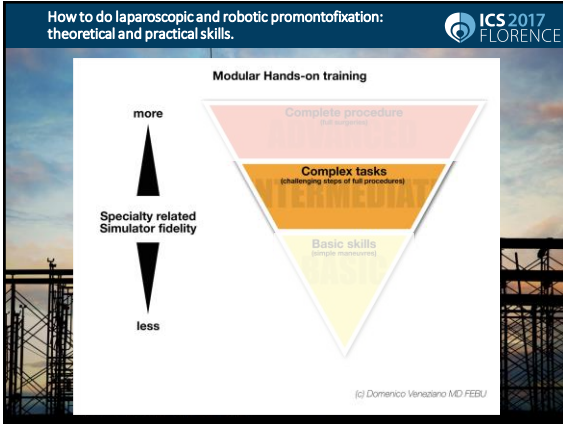 How to do laparoscopic and robotic promontofixation:
theoretical and practical skills.
ICS 2017
FLORENCE
Modular Hands-on training
more
Specialty related
Simulator fidelity
less
Complete procedure
(full surgeries)
ADVANCED
Complex tasks
(challenging steps of full procedures)
INTERMEDIATE
Basic skills
(simple maneuvres)
BASIC
(c) Domenico Veneziano MD FEBU